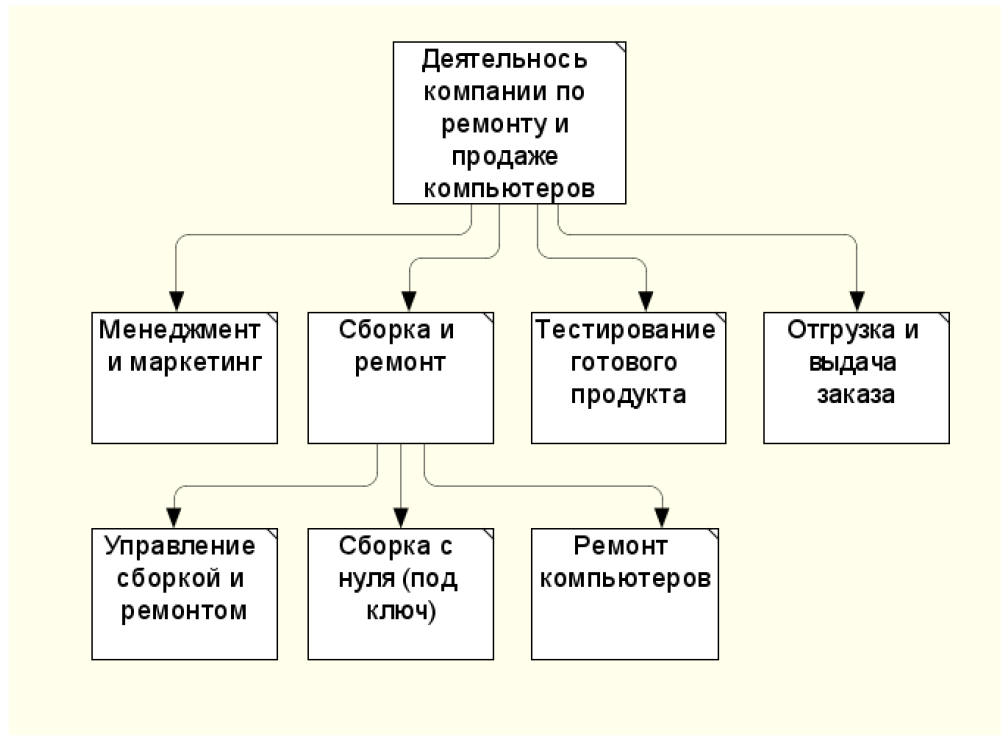 Деятельнось
компании по
ремонту и
продаже
компьютеров
Менеджмент
и маркетинг
Сборка и
ремонт
Тестирование
готового
продукта
Отгрузка и
выдача
заказа
Управление
сборкой и
ремонтом
Сборка с
нуля (под
ключ)
Ремонт
компьютеров